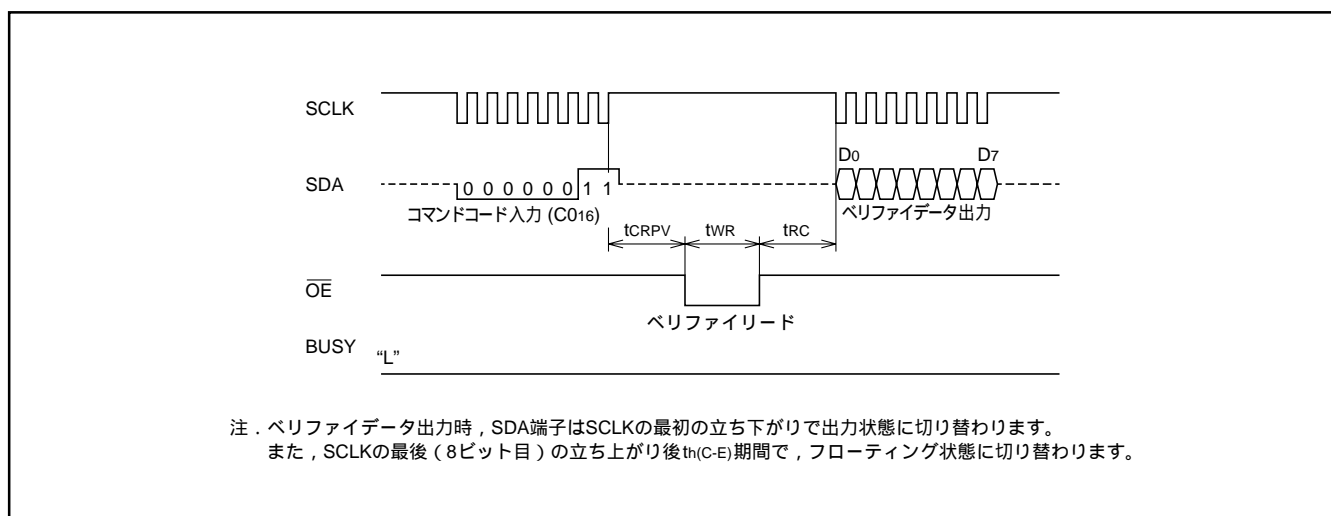 SCLK
D0 D7
SDA
0 0 0 0 0 0 1 1
コマンドコード入力 (C016)
ベリファイデータ出力
tCRPV tWR tRC
OE
ベリファイリード
BUSY
“L”
注．ベリファイデータ出力時，SDA端子はSCLKの最初の立ち下がりで出力状態に切り替わります。
また，SCLKの最後（8ビット目）の立ち上がり後th(C-E)期間で，フローティング状態に切り替わります。